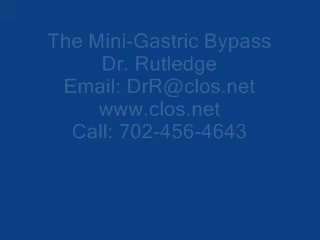 The Mini-Gastric Bypass
Dr. Rutledge
Email: DrR@clos.net
www.clos.net
Call: 702-456-4643